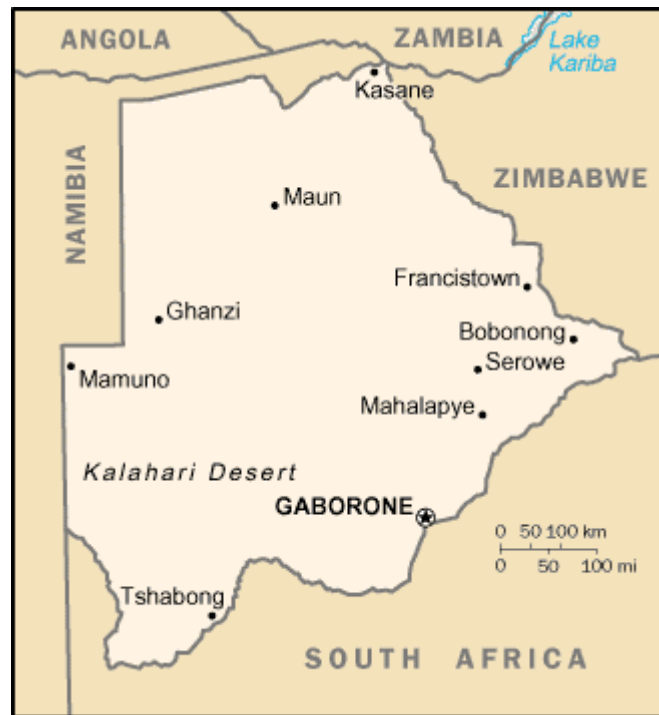 ANGOLA
ZAMBIA
Lake
Kariba
Kasane
NAMIBIA
ZIMBABWE
Maun
Francistown
Ghanzi
Bobonong
Serowe
Mamuno
Mahalapye
Kalahari Desert
GABORONE
0 50 100 km
0 50 100 mi
Tshabong
SOUTH AFRICA